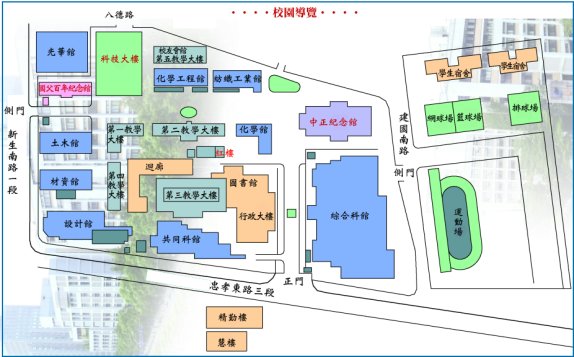 ‧‧‧‧校園導覽‧‧‧‧
八德路
光華館
科技大樓
校友會館
第五教學大樓
化學工程館
紡織工業館
學生宿舍
學生宿舍
國父百年紀念館
側門
新生南路一段
土木館
第一教學大樓
第二教學大樓
化學館
中正紀念館
建國南路
網球場
籃球場
排球場
紅樓
迴廊
材資館
第四教學大樓
第三教學大樓
圖書館
行政大樓
綜合科館
側門
運動場
設計館
共同科館
正門
忠孝東路三段
精勤樓
慧樓